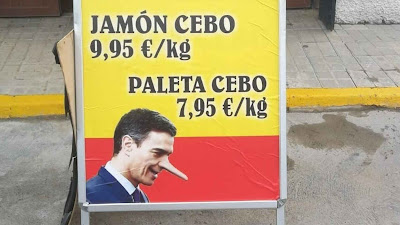 JAMÓN CEBO
9,95 €/kg
PALETA CEBO
7,95 €/kg